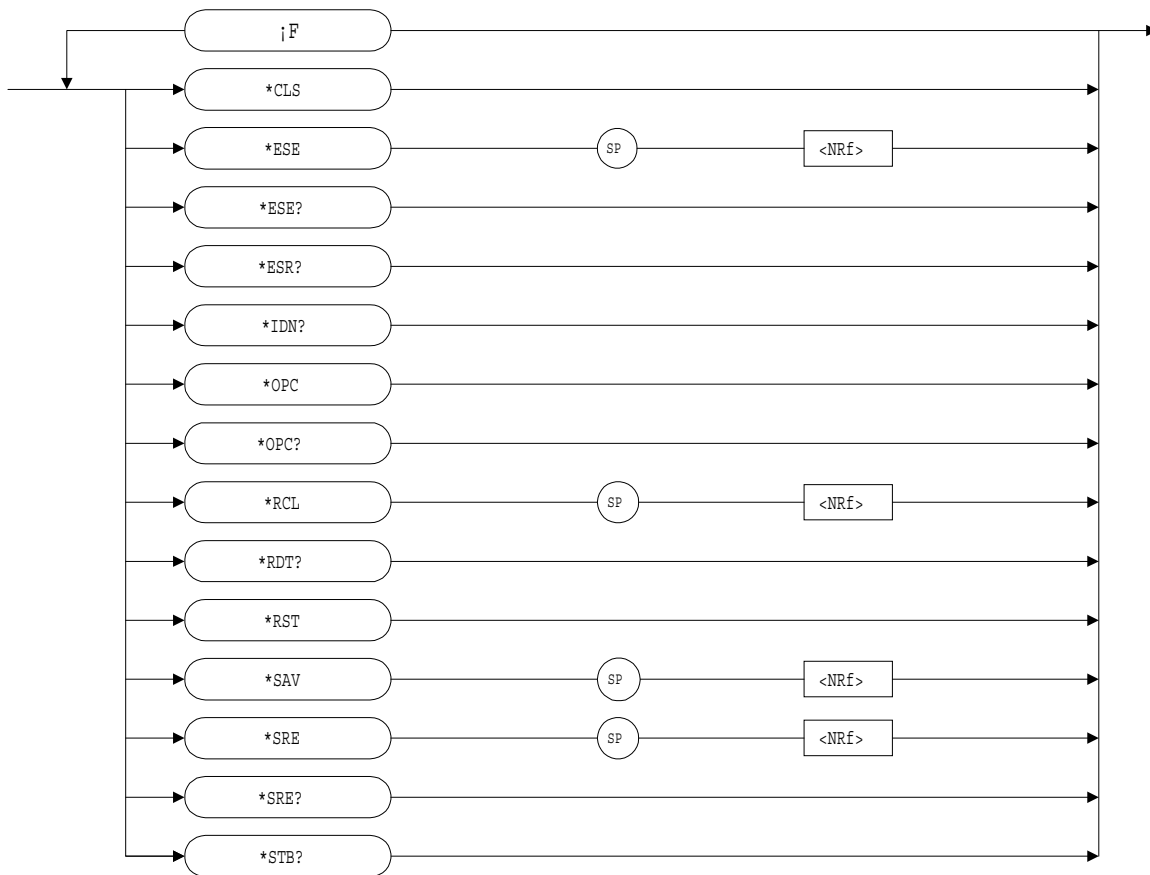 ¡F
*CLS
*ESE SP <NRf>
*ESE?
*ESR?
*IDN?
*OPC
*OPC?
*RCL SP <NRf>
*RDT?
*RST
*SAV SP <NRf>
*SRE SP <NRf>
*SRE?
*STB?